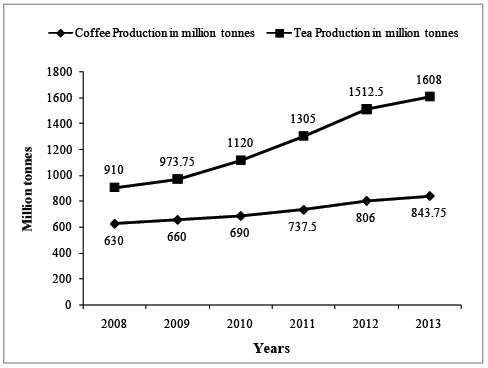 Coffee Production in million tonnes Tea Production in million tonnes
Million tonnes
1800
1600
1400
1200
1000
800
600
400
200
0
910 973.75 1120 1305 1512.5 1608
630 660 690 737.5 806 843.75
2008 2009 2010 2011 2012 2013
Years